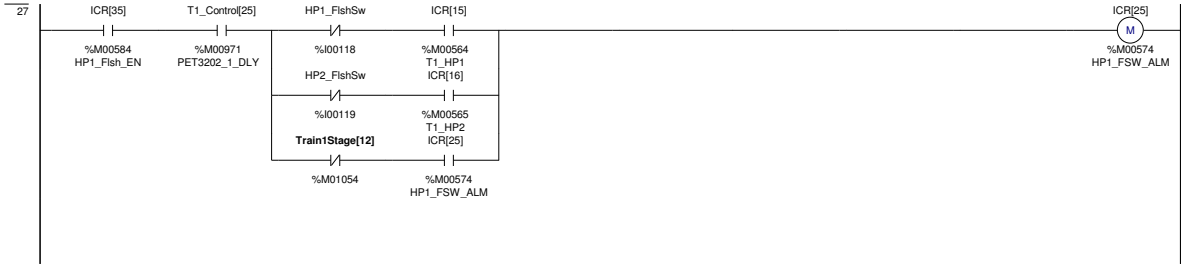 27
ICR[35] T1_Control[25] HP1_FlshSw ICR[15] ICR[25]
M
%M00584 %M00971 %I00118 %M00564 %M00574
HP1_Flsh_EN PET3202_1_DLY T1_HP1 HP1_FSW_ALM
HP2_FlshSw ICR[16]
%I00119 %M00565
T1_HP2
Train1Stage[12] ICR[25]
%M01054 %M00574
HP1_FSW_ALM